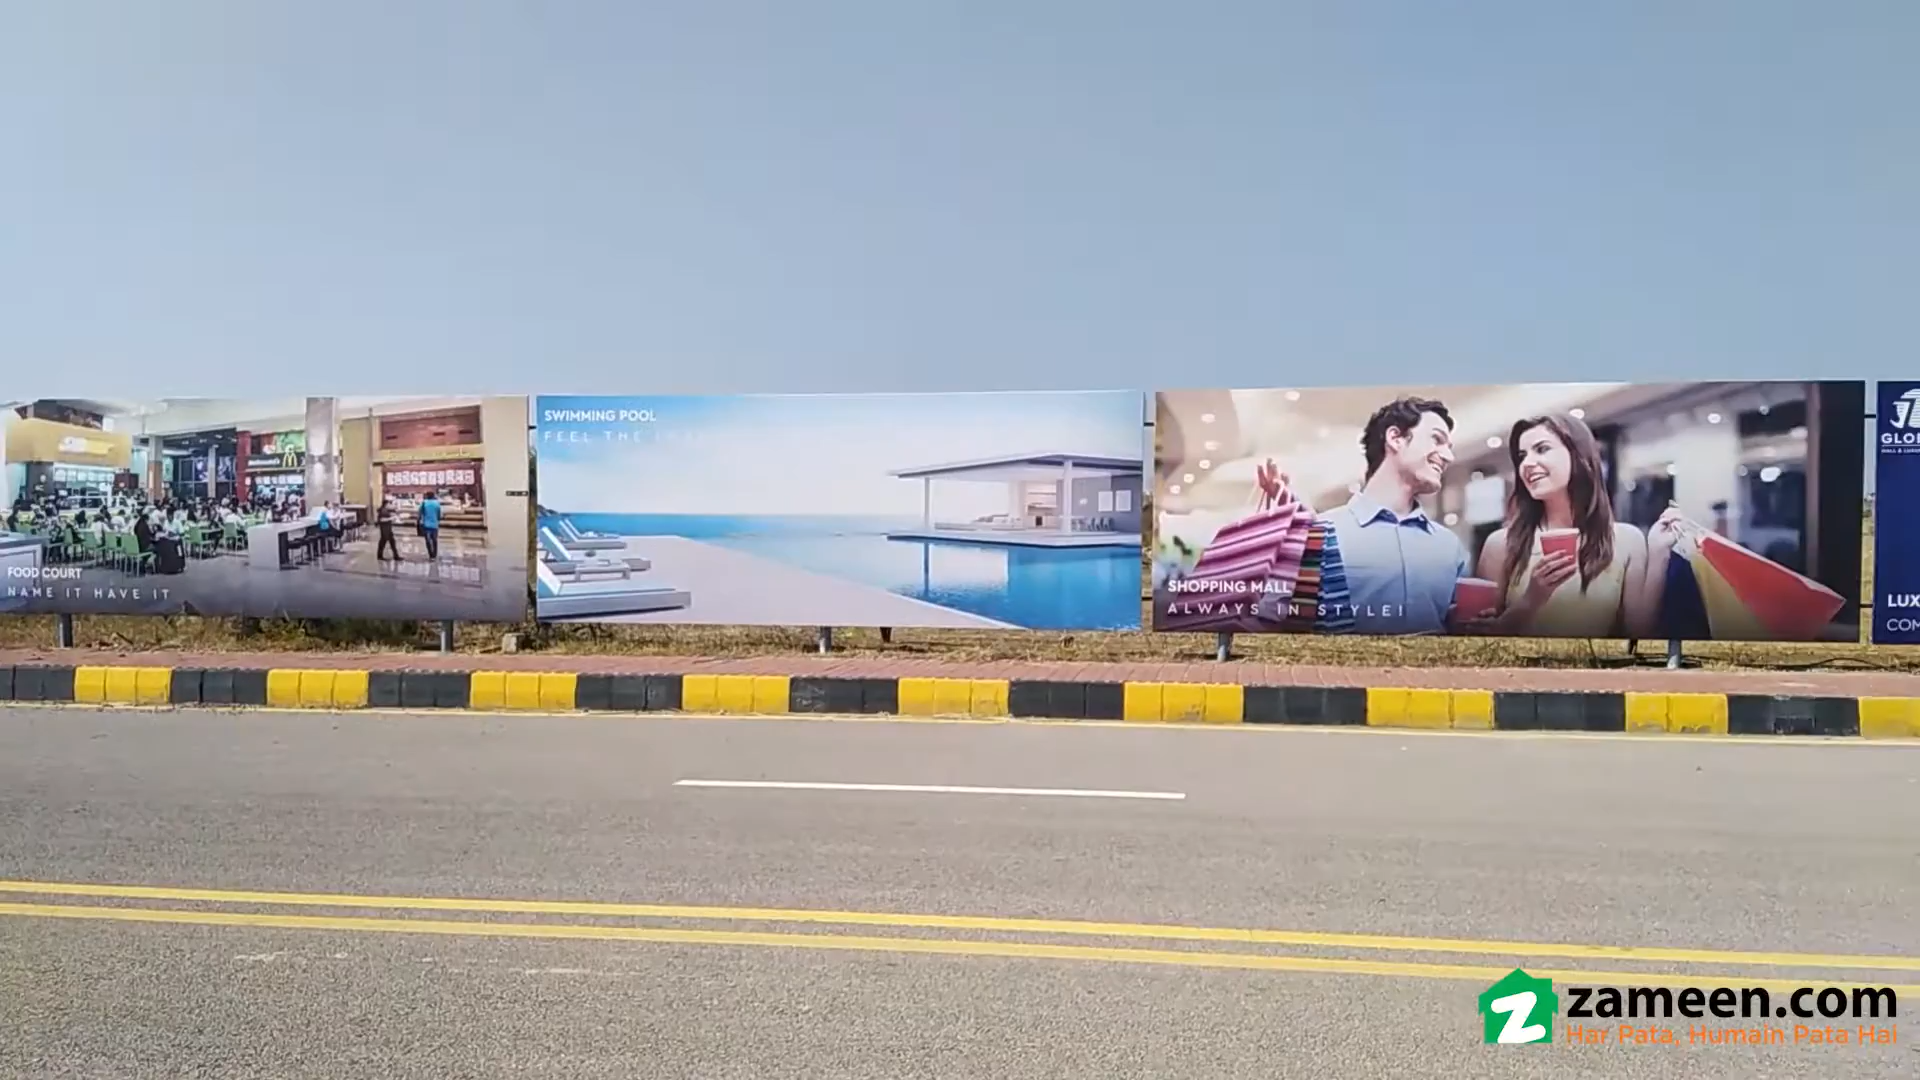 FOOD COURT
NAME IT HAVE IT
SWIMMING POOL
FEEL THE
SHOPPING MALL
ALWAYS IN STYLE!
LUX
COM
zameen.com
Har Pata, Humain Pata Hai